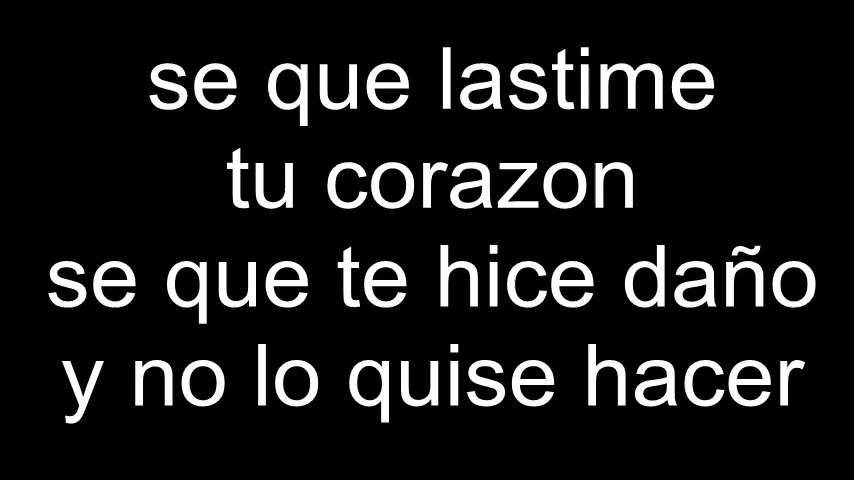 se que lastime
tu corazon
se que te hice daño
y no lo quise hacer